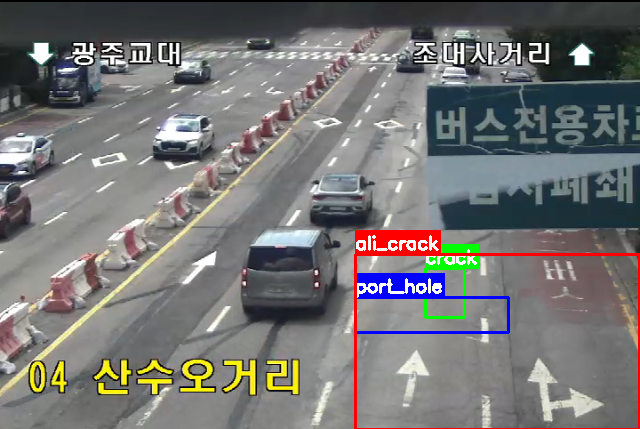 광주교대
조대사거리
버스전용차로
ali_crack
crack
port_hole
04 산수오거리